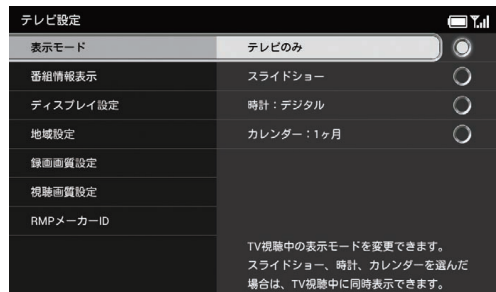 テレビ設定
表示モード
テレビのみ
番組情報表示
スライドショー
ディスプレイ設定
時計：デジタル
地域設定
カレンダー：1ヶ月
録画画質設定
視聴画質設定
RMPメーカーID
TV視聴中の表示モードを変更できます。
スライドショー、時計、カレンダーを選んだ
場合は、TV視聴中に同時表示できます。